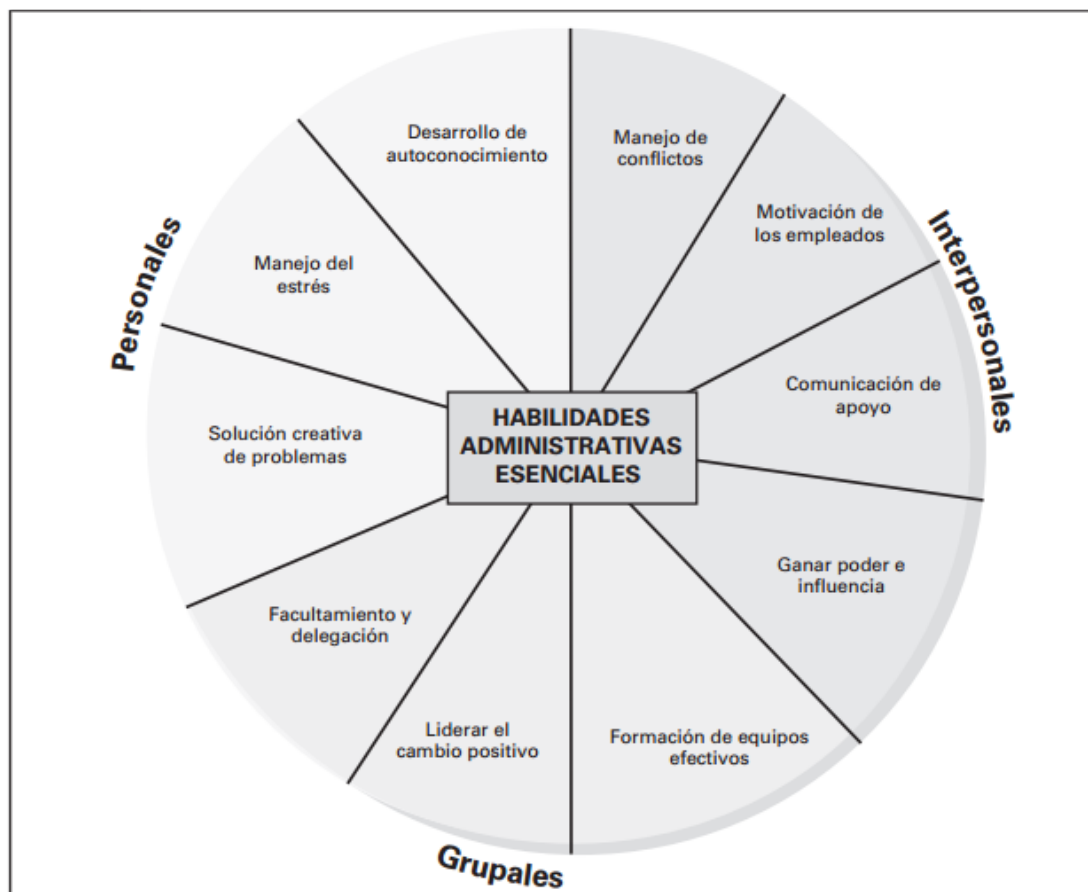 Desarrollo de
autoconocimiento
Manejo de
conflictos
Motivación de
los empleados
Interpersonales
Personales
Manejo del
estrés
Comunicación de
apoyo
Solución creativa
de problemas
HABILIDADES
ADMINISTRATIVAS
ESENCIALES
Ganar poder e
influencia
Facultamiento y
delegación
Liderar el
cambio positivo
Formación de equipos
efectivos
Grupales